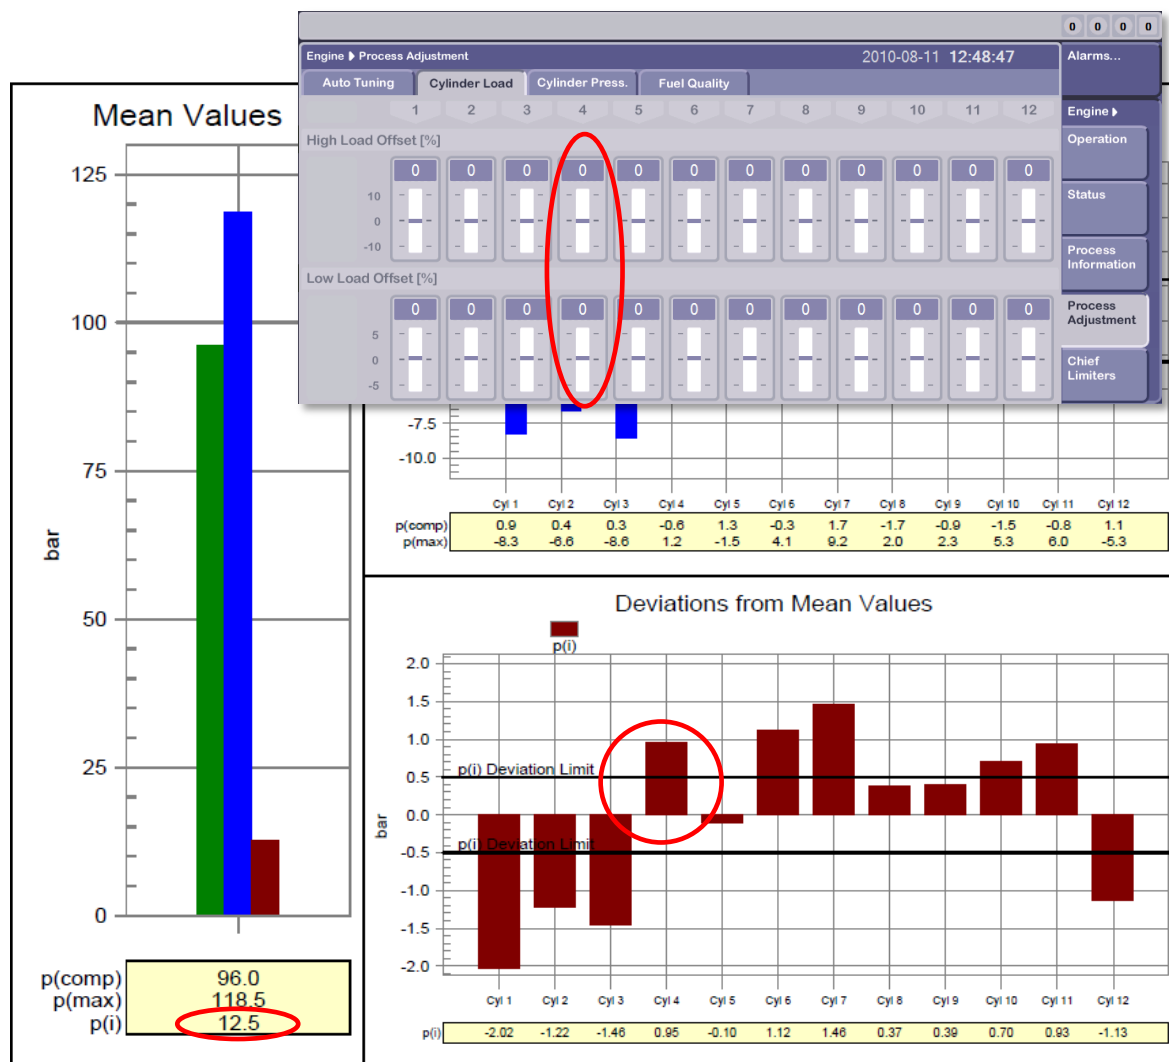 0 0 0 0
Engine ▶ Process Adjustment 2010-08-11 12:48:47 Alarms...
Auto Tuning Cylinder Load Cylinder Press. Fuel Quality
1 2 3 4 5 6 7 8 9 10 11 12
Engine ▶
High Load Offset [%]
Operation
0 0 0 0 0 0 0 0 0 0 0 0
10
0
-10
Status
Process
Information
Low Load Offset [%]
0 0 0 0 0 0 0 0 0 0 0 0
5
0
-5
Process
Adjustment
Chief
Limiters
Mean Values
125
100
75
50
25
0
bar
p(comp) 96.0
p(max) 118.5
p(i) 12.5
-7.5
-10.0
Cyl 1 Cyl 2 Cyl 3 Cyl 4 Cyl 5 Cyl 6 Cyl 7 Cyl 8 Cyl 9 Cyl 10 Cyl 11 Cyl 12
p(comp) 0.9 0.4 0.3 -0.6 1.3 -0.3 1.7 -1.7 -0.9 -1.5 -0.8 1.1
p(max) -8.3 -6.6 -8.6 1.2 -1.5 4.1 9.2 2.0 2.3 5.3 6.0 -5.3
Deviations from Mean Values
p(i)
2.0
1.5
1.0
0.5
0.0
-0.5
-1.0
-1.5
-2.0
bar
p(i) Deviation Limit
p(i) Deviation Limit
Cyl 1 Cyl 2 Cyl 3 Cyl 4 Cyl 5 Cyl 6 Cyl 7 Cyl 8 Cyl 9 Cyl 10 Cyl 11 Cyl 12
p(i) -2.02 -1.22 -1.46 0.95 -0.10 1.12 1.46 0.37 0.39 0.70 0.93 -1.13